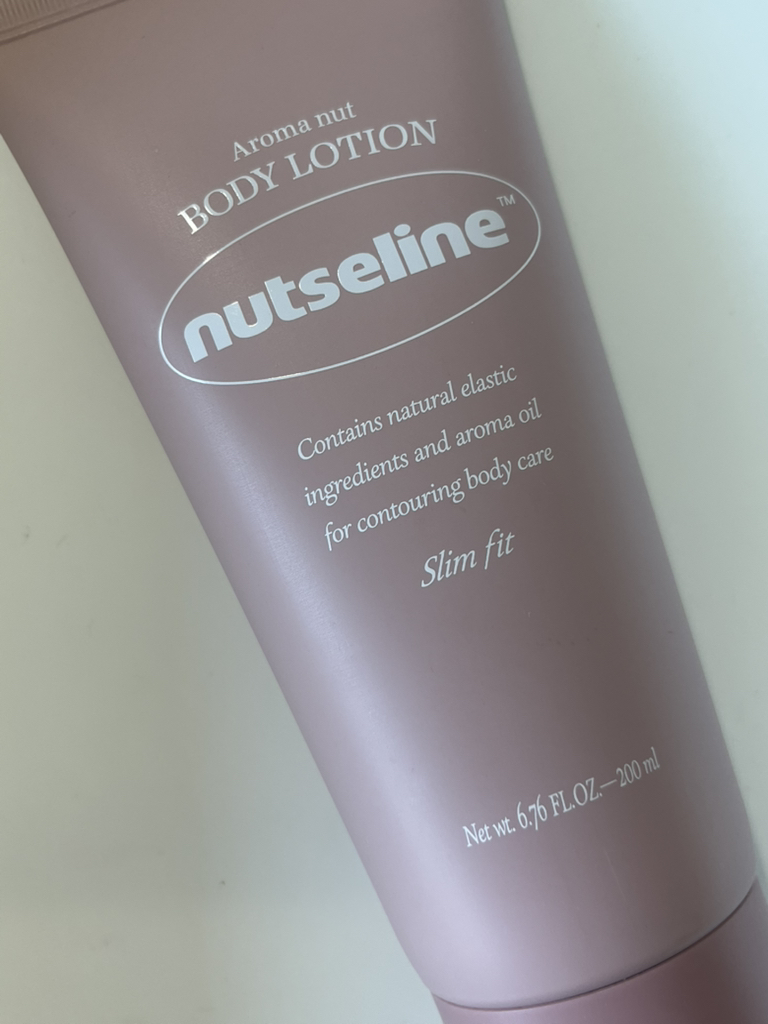 Aroma nut
BODY LOTION
nutseline™
Contains natural elastic
ingredients and aroma oil
for contouring body care
Slim fit
Net wt. 6.76 FL.OZ.—200 ml